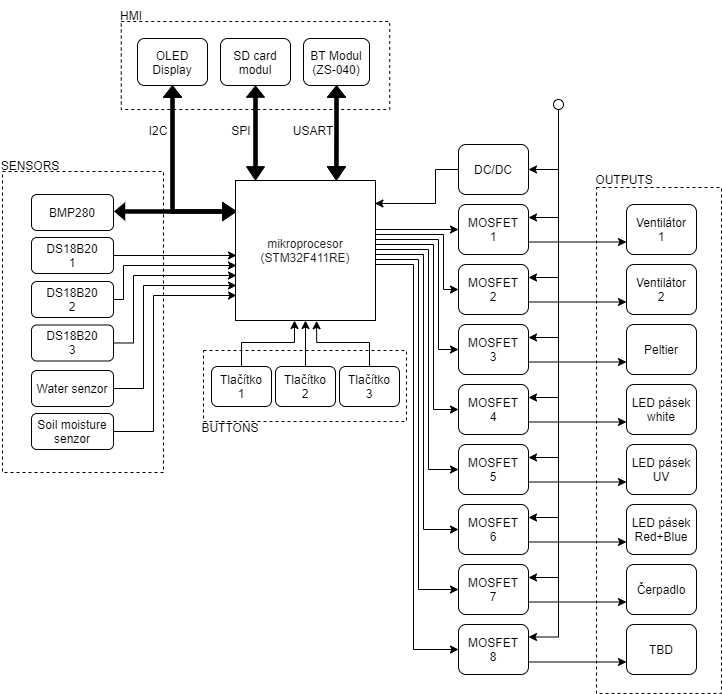 HMI
OLED
Display
SD card
modul
BT Modul
(ZS-040)
I2C
SPI
USART
SENSORS
BMP280
DS18B20
1
DS18B20
2
DS18B20
3
Water senzor
Soil moisture
senzor
mikroprocesor
(STM32F411RE)
Tlačítko
1
Tlačítko
2
Tlačítko
3
BUTTONS
DC/DC
MOSFET
1
MOSFET
2
MOSFET
3
MOSFET
4
MOSFET
5
MOSFET
6
MOSFET
7
MOSFET
8
OUTPUTS
Ventilátor
1
Ventilátor
2
Peltier
LED pásek
white
LED pásek
UV
LED pásek
Red+Blue
Čerpadlo
TBD